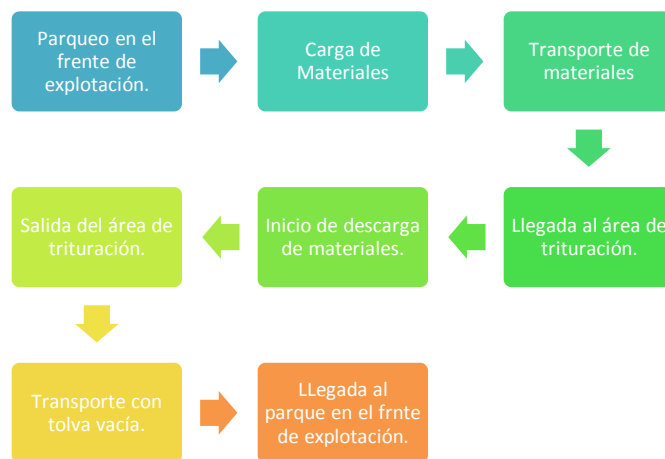 Parqueo en el
frente de
explotación.
Carga de
Materiales
Transporte de
materiales
Llegada al área de
trituración.
Inicio de descarga
de materiales.
Salida del área de
trituración.
Transporte con
tolva vacía.
LLegada al
parque en el frnte
de explotación.